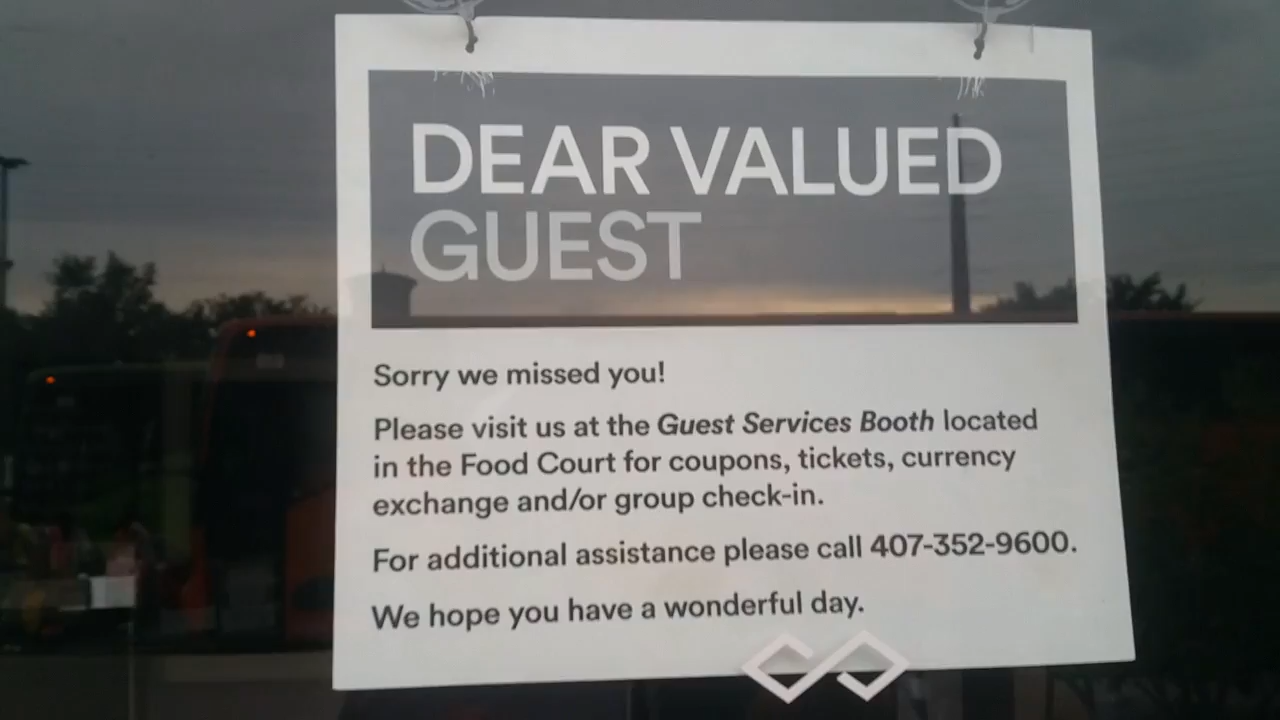 DEAR VALUED
GUEST
Sorry we missed you!
Please visit us at the Guest Services Booth located
in the Food Court for coupons, tickets, currency
exchange and/or group check-in.
For additional assistance please call 407-352-9600.
We hope you have a wonderful day.